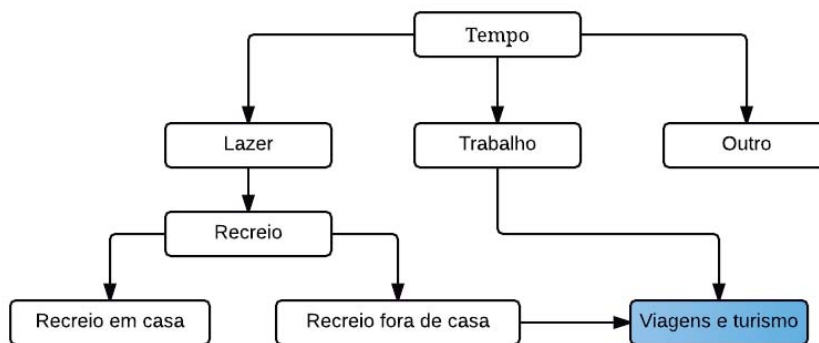 Tempo
Lazer
Trabalho
Outro
Recreio
Recreio em casa
Recreio fora de casa
Viagens e turismo